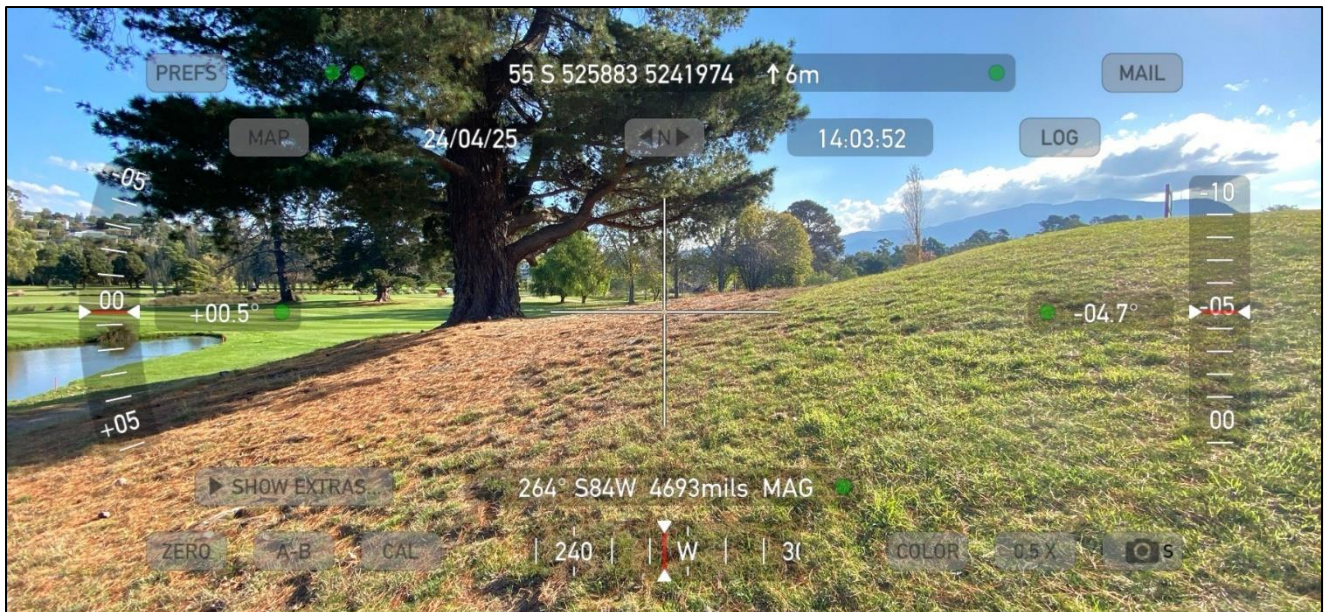 PREFS 55 S 525883 5241974 ↑6m MAIL
MAP 24/04/25 ◀N▶ 14:03:52 LOG
-05 -10
00 +00.5° -04.7° -05
+05 00
▶ SHOW EXTRAS... 264° S84W 4693mils MAG
ZERO A-B CAL 240 W 30 COLOR 0.5 X S